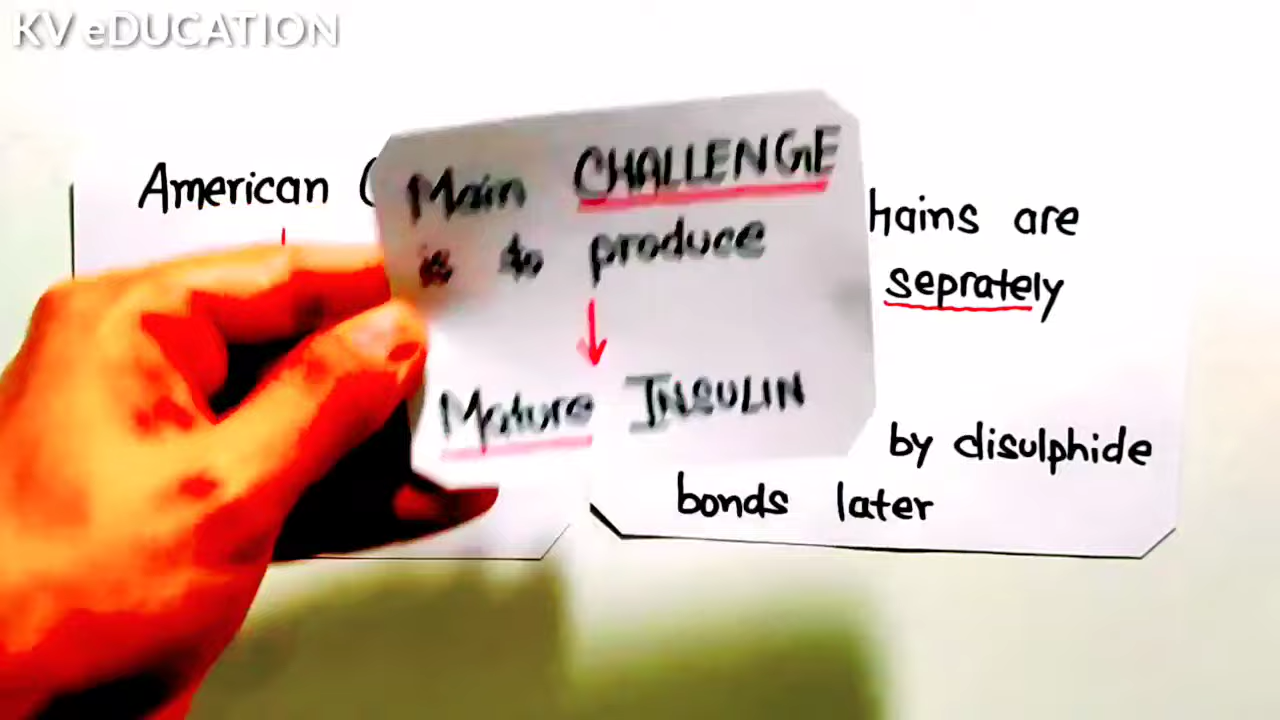 KV eDUCATION
American
Main CHALLENGE
is to produce
Mature INSULIN
hains are
seprately
by disulphide
bonds later